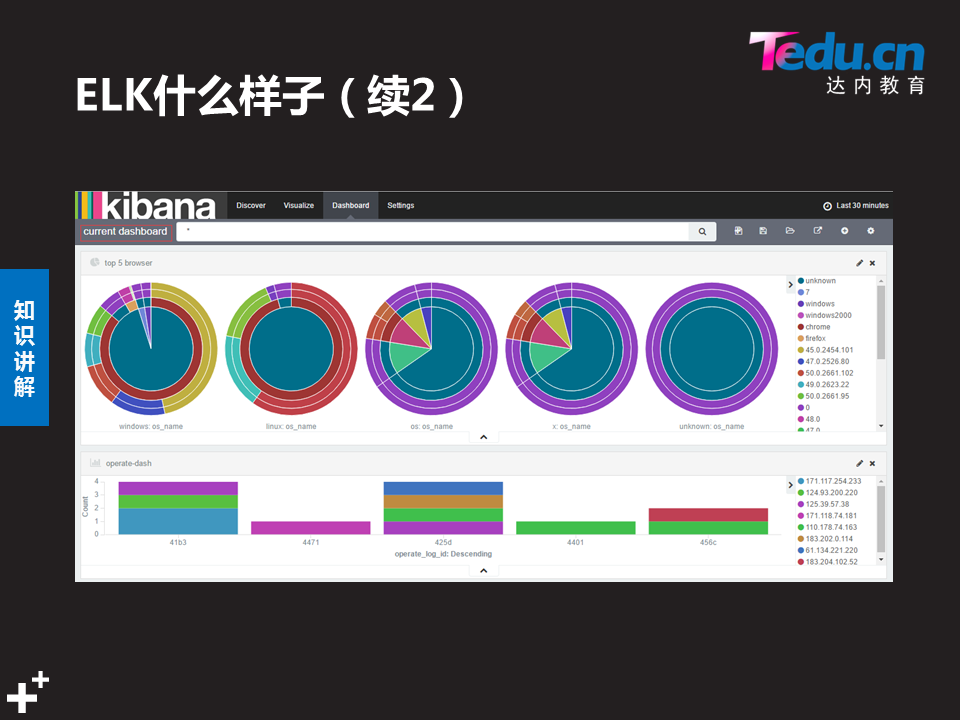 Tedu.cn
达内教育
ELK什么样子（续2）
知识讲解
kibana
Discover Visualize Dashboard Settings Last 30 minutes
current dashboard *
top 5 browser
unknown
7
windows
windows2000
chrome
firefox
45.0.2454.101
47.0.2526.80
50.0.2661.102
49.0.2623.22
50.0.2661.95
0
48.0
47.0
windows: os_name linux: os_name os: os_name x: os_name unknown: os_name
operate-dash
Count
4
3
2
1
0
41b3 4471 425d 4401 456c
operate_log_id: Descending
171.117.254.233
124.93.200.220
125.39.57.38
171.118.74.181
110.178.74.163
183.202.0.114
61.134.221.220
183.204.102.52